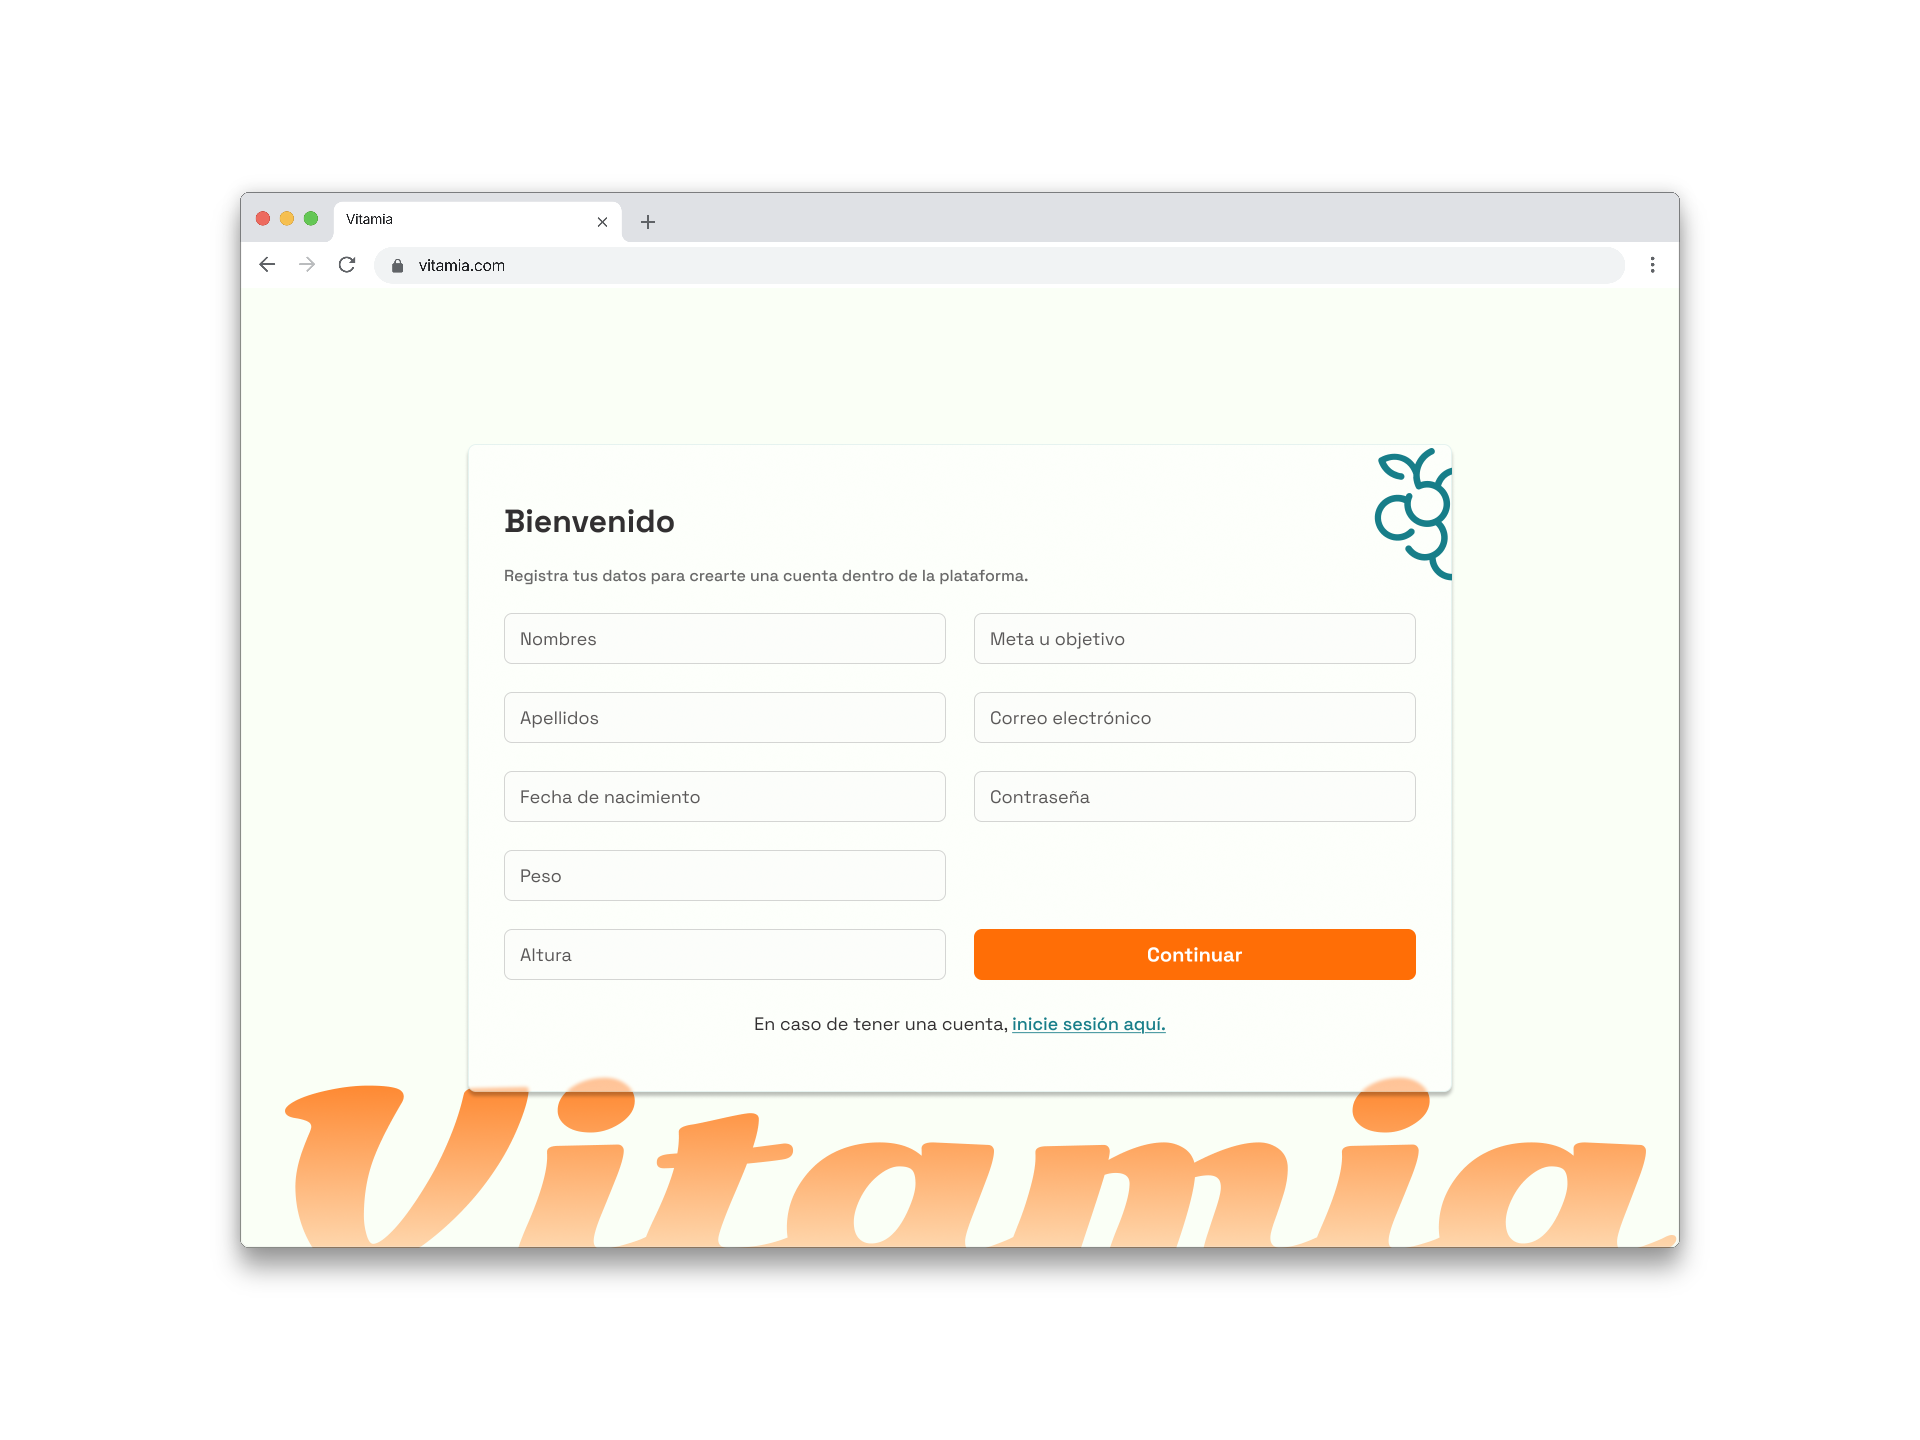 Vitamia
vitamia.com
Bienvenido
Registra tus datos para crearte una cuenta dentro de la plataforma.
Nombres
Meta u objetivo
Apellidos
Correo electrónico
Fecha de nacimiento
Contraseña
Peso
Altura
Continuar
En caso de tener una cuenta, inicie sesión aquí.
Vitamia